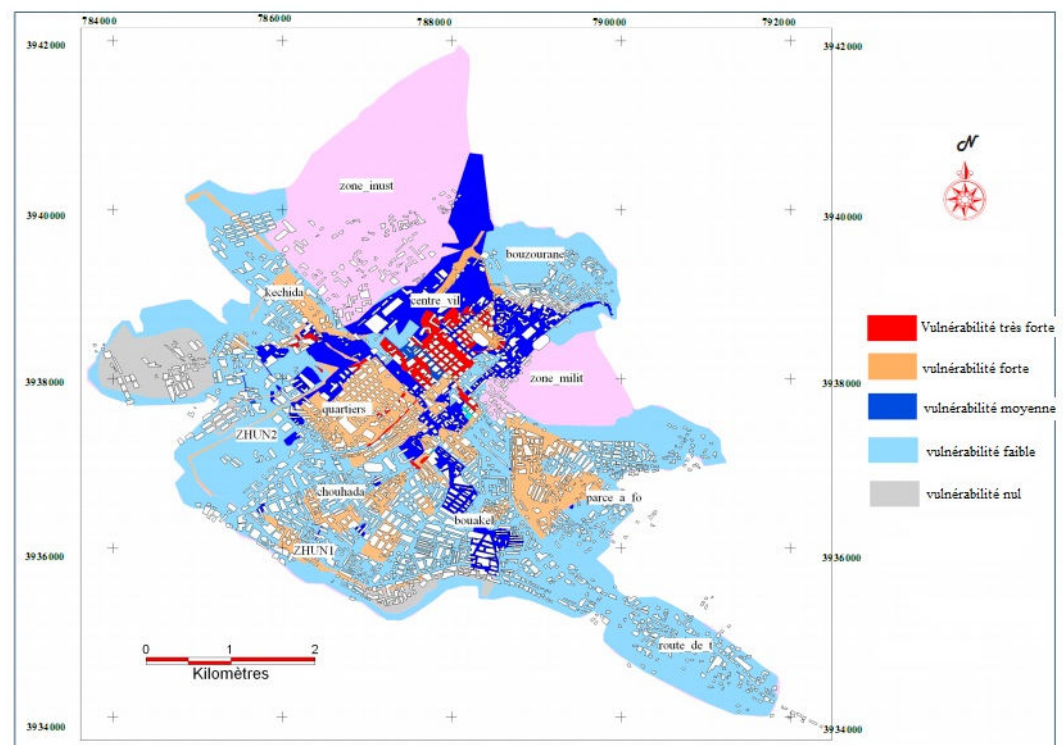 784000
786000
788000
790000
792000
3942000
3942000
N
zone_inust
3940000
3940000
bouzourane
kechida
centre_vil
Vulnérabilité très forte
vulnérabilité forte
3938000
3938000
zone_milit
quartiers
vulnérabilité moyenne
ZHUN2
vulnérabilité faible
chouhada
parce_a_fo
vulnérabilité nul
bouakel
3936000
3936000
ZHUN1
0 1 2
Kilomètres
route_de_t
3934000
3934000